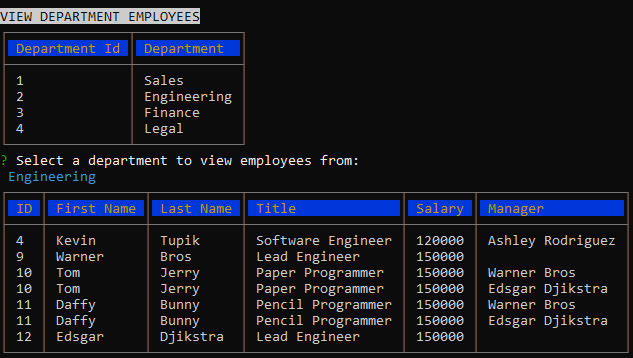 VIEW DEPARTMENT EMPLOYEES
Department Id Department
1 Sales
2 Engineering
3 Finance
4 Legal
? Select a department to view employees from:
Engineering
ID First Name Last Name Title Salary Manager
4 Kevin Tupik Software Engineer 120000 Ashley Rodriguez
9 Warner Bros Lead Engineer 150000
10 Tom Jerry Paper Programmer 150000 Warner Bros
10 Tom Jerry Paper Programmer 150000 Edsgar Djikstra
11 Daffy Bunny Pencil Programmer 150000 Warner Bros
11 Daffy Bunny Pencil Programmer 150000 Edsgar Djikstra
12 Edsgar Djikstra Lead Engineer 150000